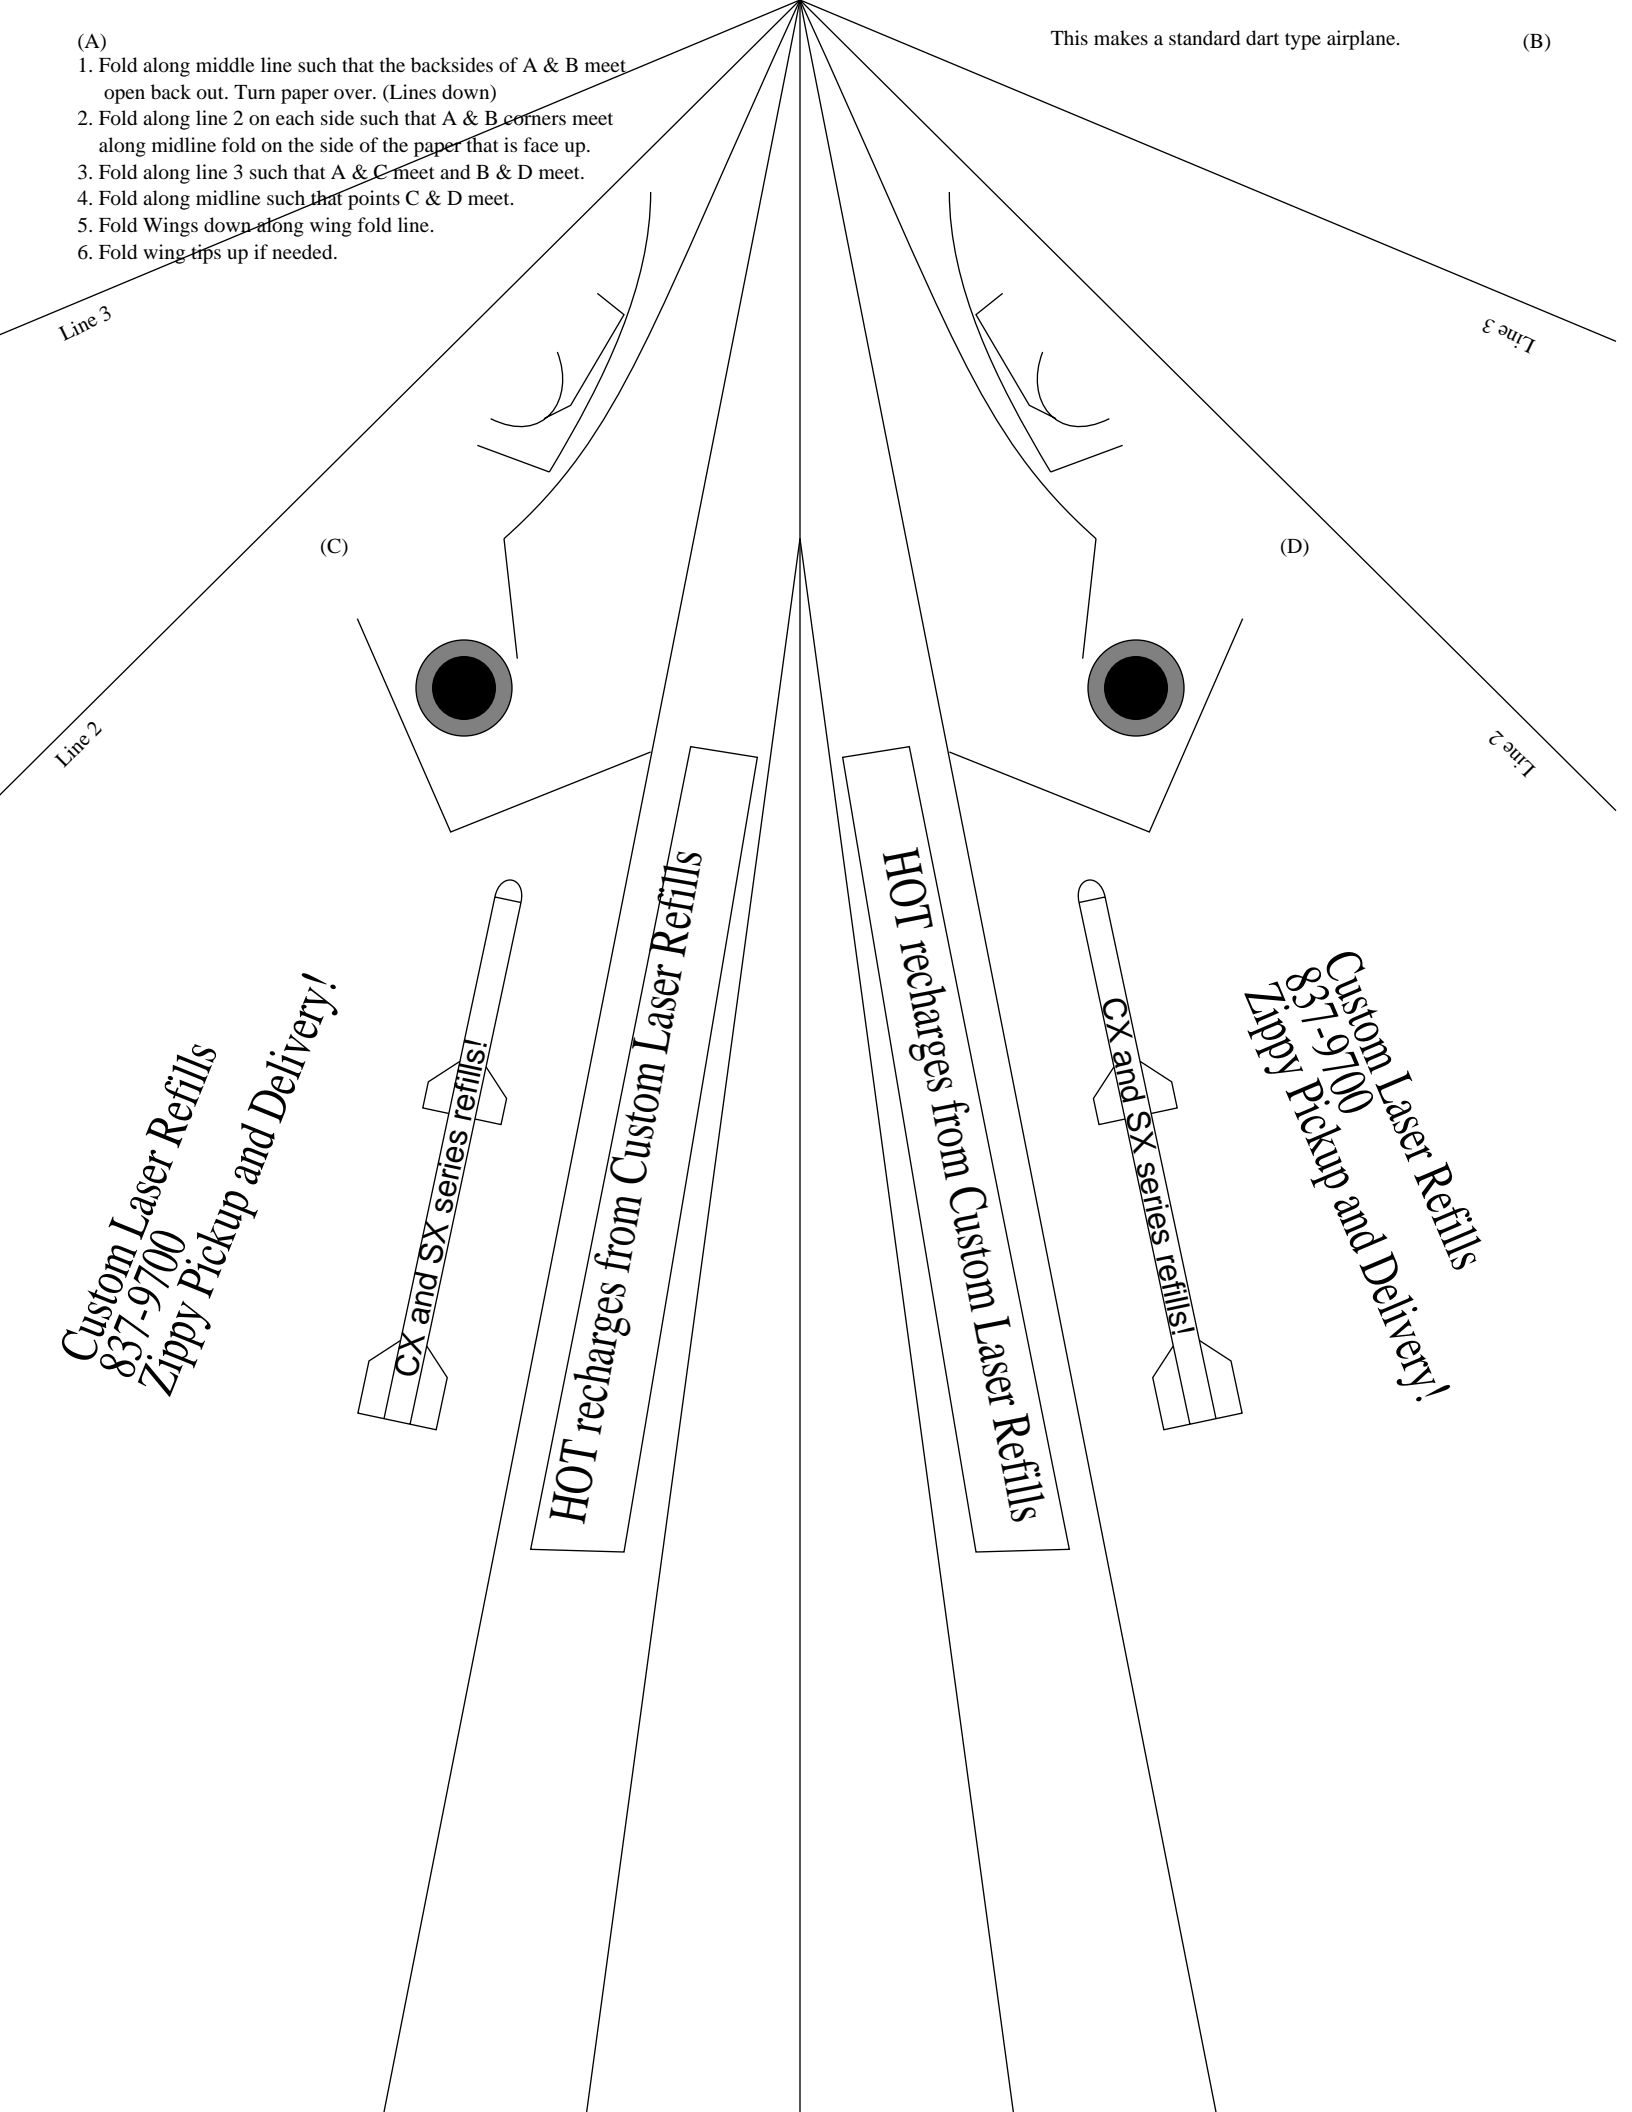 (A)
This makes a standard dart type airplane.
(B)
1. Fold along middle line such that the backsides of A & B meet
open back out. Turn paper over. (Lines down)
2. Fold along line 2 on each side such that A & B corners meet
along midline fold on the side of the paper that is face up.
3. Fold along line 3 such that A & C meet and B & D meet.
4. Fold along midline such that points C & D meet.
5. Fold Wings down along wing fold line.
6. Fold wing tips up if needed.
Line 3
Line 3
(C)
(D)
Line 2
Line 2
Custom Laser Refills
837-9700
Zippy Pickup and Delivery!
CX and SX series refills!
HOT recharges from Custom Laser Refills
HOT recharges from Custom Laser Refills
CX and SX series refills!
Custom Laser Refills
837-9700
Zippy Pickup and Delivery!